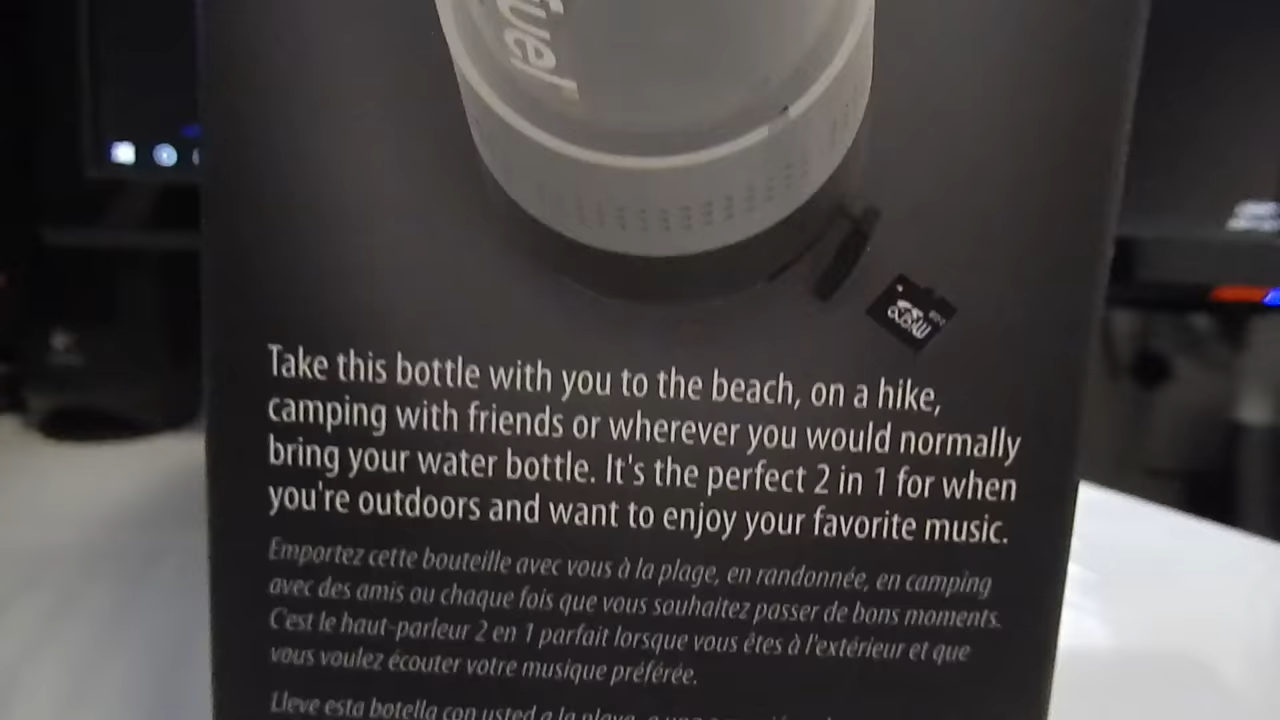 fuel
Take this bottle with you to the beach, on a hike,
camping with friends or wherever you would normally
bring your water bottle. It's the perfect 2 in 1 for when
you're outdoors and want to enjoy your favorite music.
Emportez cette bouteille avec vous à la plage, en randonnée, en camping
avec des amis ou chaque fois que vous souhaitez passer de bons moments.
C'est le haut-parleur 2 en 1 parfait lorsque vous êtes à l'extérieur et que
vous voulez écouter votre musique préférée.
Lleve esta botella con usted a la playa, a una